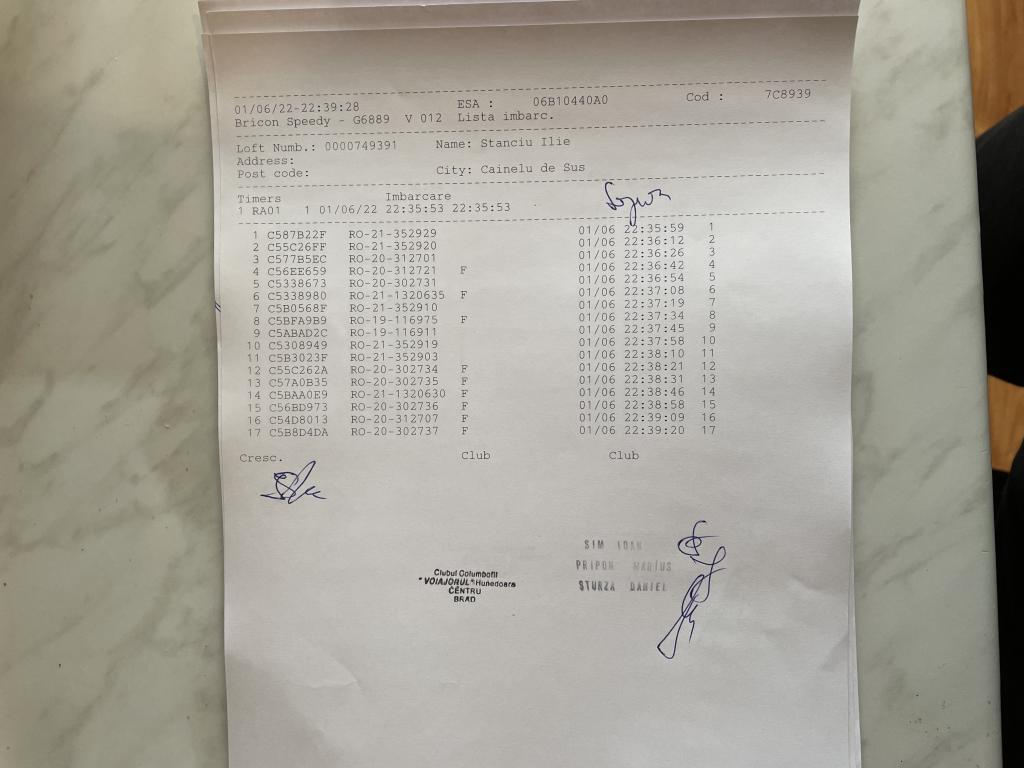 01/06/22-22:39:28 ESA : 06B10440A0 Cod : 7C8939
Bricon Speedy - G6889 V 012 Lista imbarc.
Loft Numb.: 0000749391 Name: Stanciu Ilie
Address:
Post code: City: Cainelu de Sus
Timers Imbarcare
1 RA01 1 01/06/22 22:35:53 22:35:53
1 C587B22F RO-21-352929 01/06 22:35:59 1
2 C55C26FF RO-21-352920 01/06 22:36:12 2
3 C577B5EC RO-20-312701 01/06 22:36:26 3
4 C56EE659 RO-20-312721 F 01/06 22:36:42 4
5 C5338673 RO-20-302731 01/06 22:36:54 5
6 C5338980 RO-21-1320635 F 01/06 22:37:08 6
7 C5B0568F RO-21-352910 01/06 22:37:19 7
8 C5BFA9B9 RO-19-116975 F 01/06 22:37:34 8
9 C5ABAD2C RO-19-116911 01/06 22:37:45 9
10 C5308949 RO-21-352919 01/06 22:37:58 10
11 C5B3023F RO-21-352903 01/06 22:38:10 11
12 C55C262A RO-20-302734 F 01/06 22:38:21 12
13 C57A0B35 RO-20-302735 F 01/06 22:38:31 13
14 C5BAA0E9 RO-21-1320630 F 01/06 22:38:46 14
15 C56BD973 RO-20-302736 F 01/06 22:38:58 15
16 C54D8013 RO-20-312707 F 01/06 22:39:09 16
17 C5B8D4DA RO-20-302737 F 01/06 22:39:20 17
Cresc. Club Club
SIM IOAN
PRIPON MARIUS
STURZA DANIEL
Clubul Columbofil
"VOIAJORUL" Hunedoara
CENTRU
BRAD